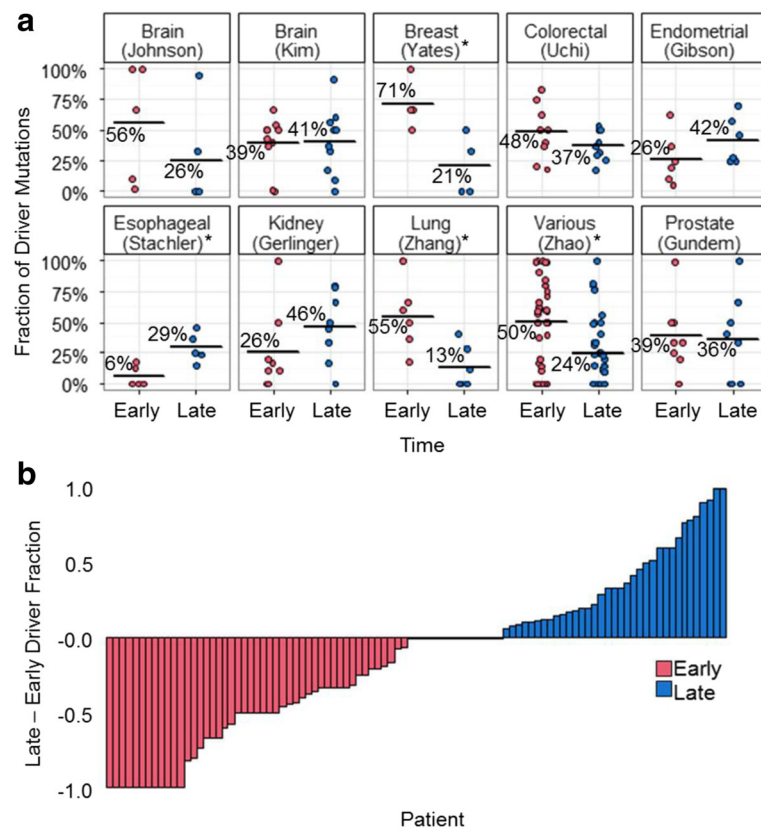 a
Brain
(Johnson)
Brain
(Kim)
Breast
(Yates)*
Colorectal
(Uchi)
Endometrial
(Gibson)
Fraction of Driver Mutations
100%
75%
50%
25%
0%
56%
26%
39%
41%
71%
21%
48%
37%
26%
42%
Esophageal
(Stachler)*
Kidney
(Gerlinger)
Lung
(Zhang)*
Various
(Zhao)*
Prostate
(Gundem)
100%
75%
50%
25%
0%
6%
29%
26%
46%
55%
13%
50%
24%
39%
36%
Early Late Early Late Early Late Early Late Early Late
Time
b
Late – Early Driver Fraction
1.0
0.5
-0.0
-0.5
-1.0
Early
Late
Patient